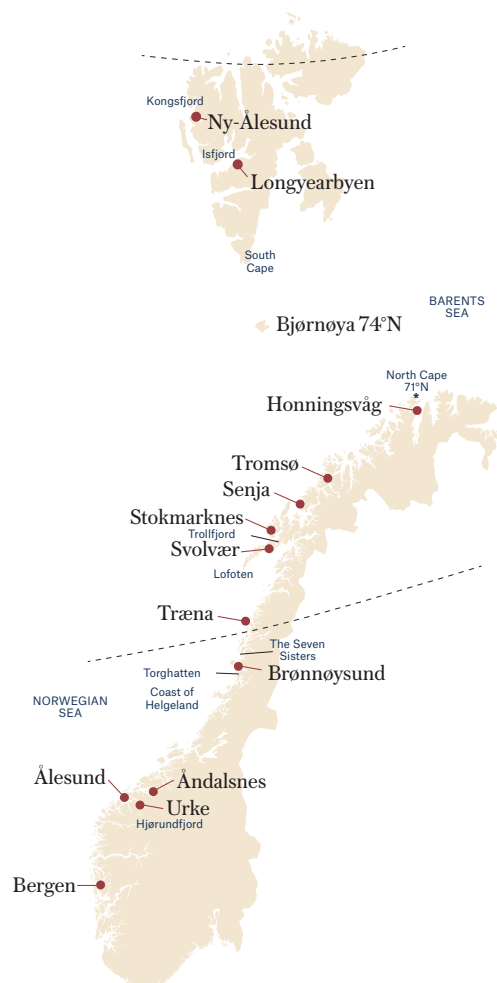 Kongsfjord
Ny-Ålesund
Isfjord
Longyearbyen
South
Cape
BARENTS
SEA
Bjørnøya 74°N
North Cape
71°N
*
Honningsvåg
Tromsø
Senja
Stokmarknes
Trollfjord
Svolvær
Lofoten
Træna
The Seven
Sisters
Torghatten
Brønnøysund
Coast of
Helgeland
NORWEGIAN
SEA
Ålesund
Åndalsnes
Urke
Hjørundfjord
Bergen